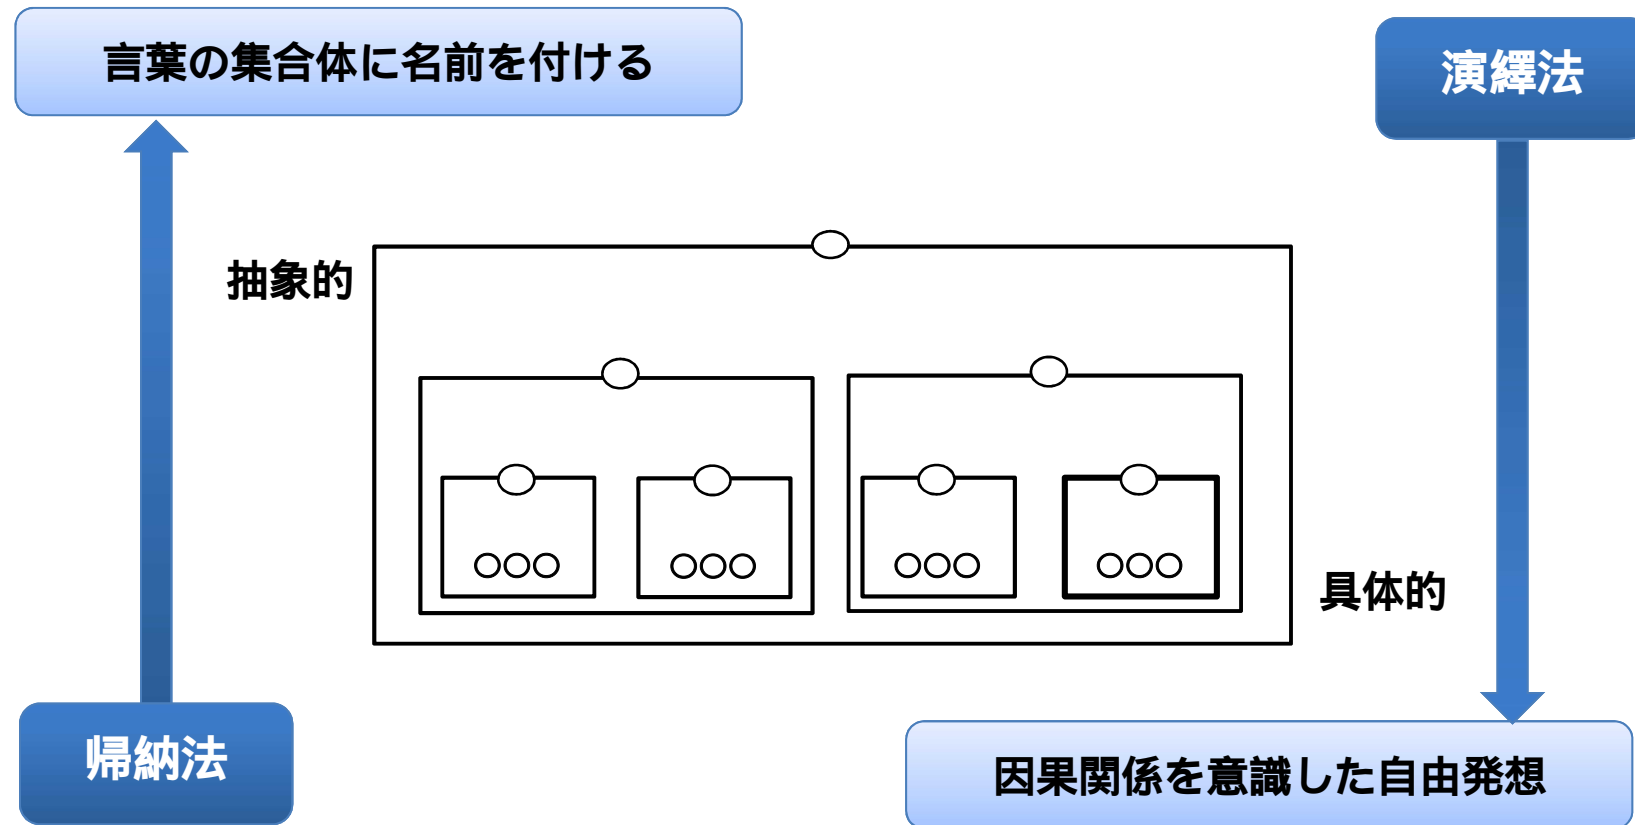 言葉の集合体に名前を付ける
演繹法
抽象的
具体的
帰納法
因果関係を意識した自由発想